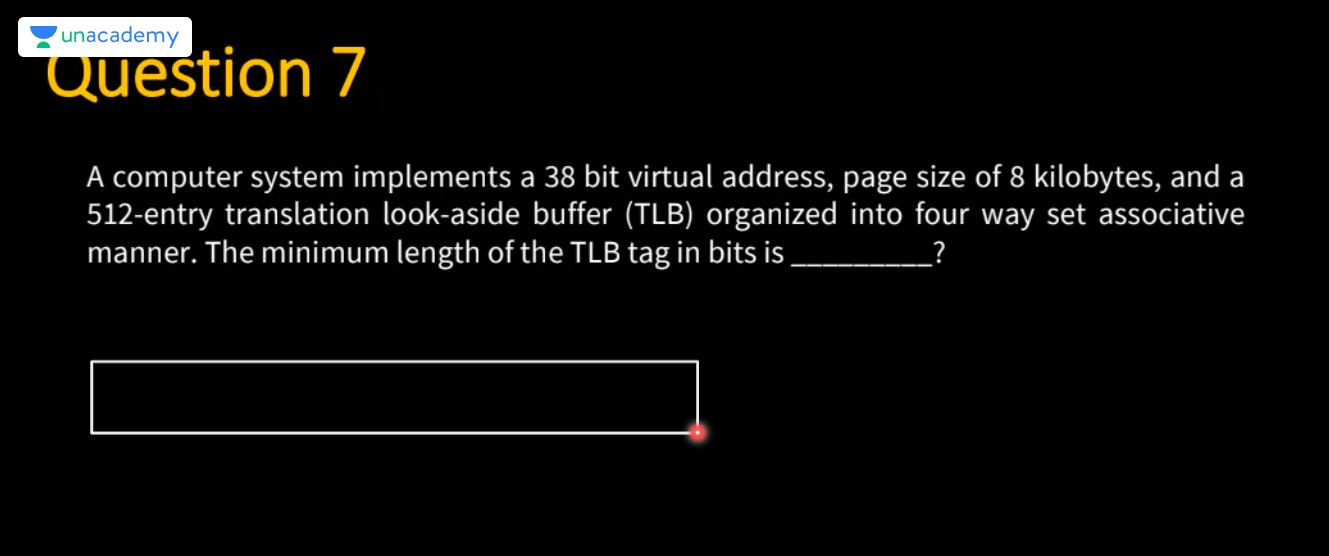 unacademy
Question 7
A computer system implements a 38 bit virtual address, page size of 8 kilobytes, and a
512-entry translation look-aside buffer (TLB) organized into four way set associative
manner. The minimum length of the TLB tag in bits is _________?